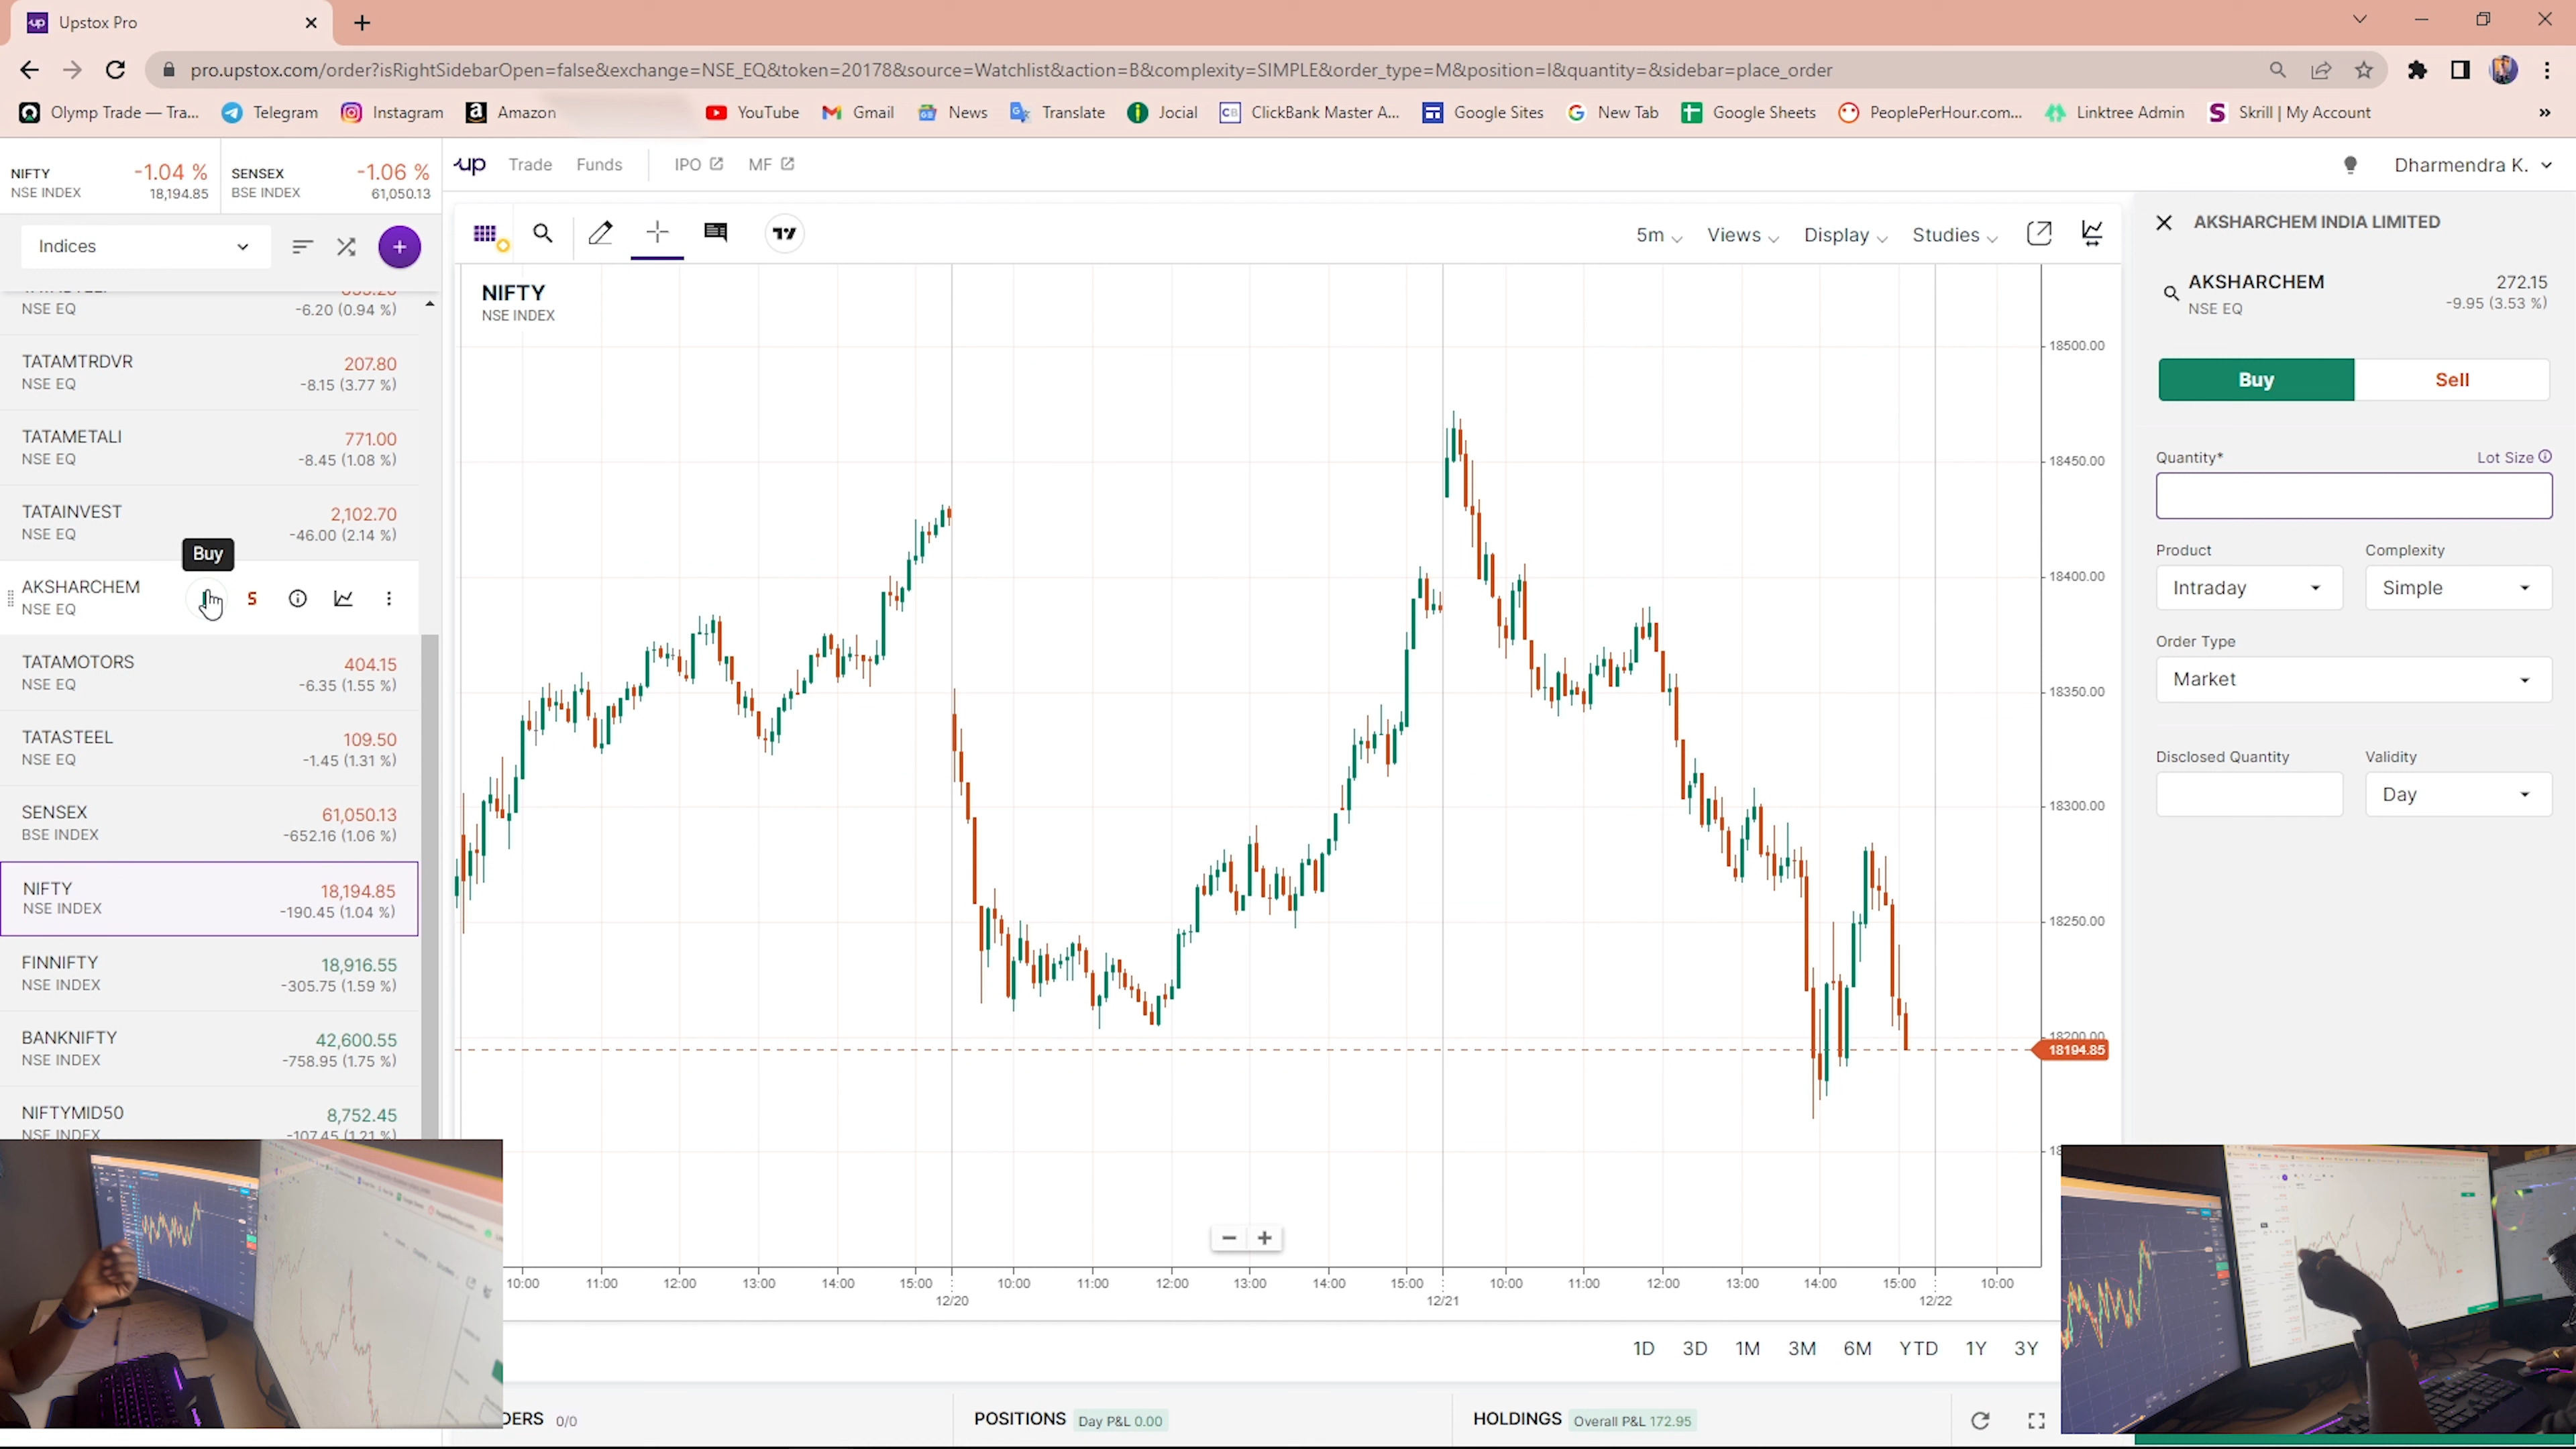 up Upstox Pro
pro.upstox.com/order?isRightSidebarOpen=false&exchange=NSE_EQ&token=20178&source=Watchlist&action=B&complexity=SIMPLE&order_type=M&position=I&quantity=&sidebar=place_order
Olymp Trade — Tra... Telegram Instagram Amazon YouTube Gmail News Translate Jocial CB ClickBank Master A... Google Sites New Tab Google Sheets PeoplePerHour.com... Linktree Admin Skrill | My Account »
NIFTY -1.04 % SENSEX -1.06 %
NSE INDEX 18,194.85 BSE INDEX 61,050.13
up Trade Funds IPO MF
Dharmendra K.
Indices
NSE EQ -6.20 (0.94 %)
TATAMTRDVR 207.80
NSE EQ -8.15 (3.77 %)
TATAMETALI 771.00
NSE EQ -8.45 (1.08 %)
TATAINVEST 2,102.70
NSE EQ -46.00 (2.14 %)
Buy
AKSHARCHEM S
NSE EQ
TATAMOTORS 404.15
NSE EQ -6.35 (1.55 %)
TATASTEEL 109.50
NSE EQ -1.45 (1.31 %)
SENSEX 61,050.13
BSE INDEX -652.16 (1.06 %)
NIFTY 18,194.85
NSE INDEX -190.45 (1.04 %)
FINNIFTY 18,916.55
NSE INDEX -305.75 (1.59 %)
BANKNIFTY 42,600.55
NSE INDEX -758.95 (1.75 %)
NIFTYMID50 8,752.45
NSE INDEX -107.45 (1.21 %)
5m Views Display Studies
NIFTY
NSE INDEX
18500.00
18450.00
18400.00
18350.00
18300.00
18250.00
18200.00
18194.85
10:00 11:00 12:00 13:00 14:00 15:00 10:00 11:00 12:00 13:00 14:00 15:00 10:00 11:00 12:00 13:00 14:00 15:00 10:00
12/20 12/21 12/22
1D 3D 1M 3M 6M YTD 1Y 3Y
DERS 0/0 POSITIONS Day P&L 0.00 HOLDINGS Overall P&L 172.95
AKSHARCHEM INDIA LIMITED
AKSHARCHEM 272.15
NSE EQ -9.95 (3.53 %)
Buy Sell
Quantity* Lot Size
Product Complexity
Intraday Simple
Order Type
Market
Disclosed Quantity Validity
Day